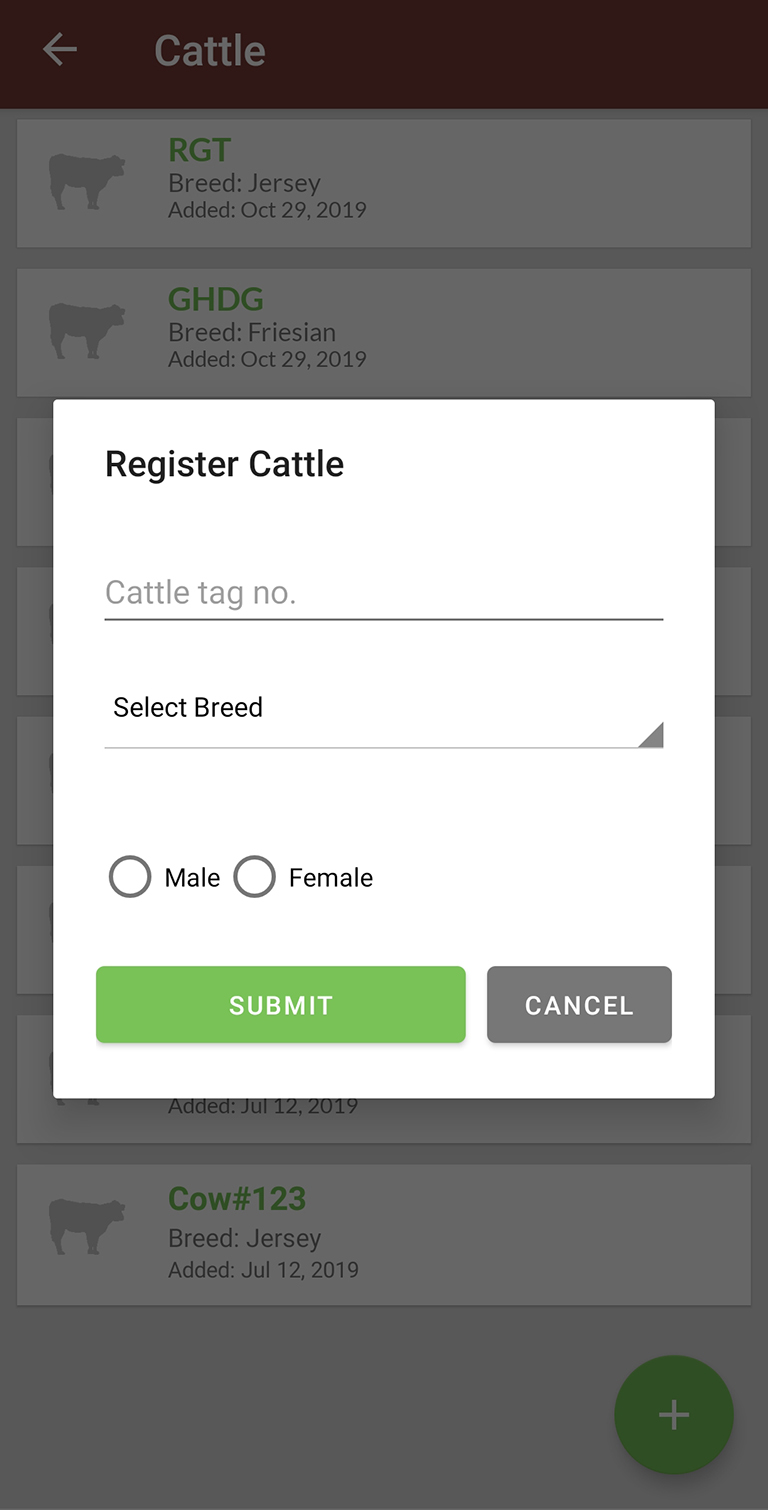 Cattle
RGT
Breed: Jersey
Added: Oct 29, 2019
GHDG
Breed: Friesian
Added: Oct 29, 2019
Register Cattle
Cattle tag no.
Select Breed
Male Female
SUBMIT CANCEL
Added: Jul 12, 2019
Cow#123
Breed: Jersey
Added: Jul 12, 2019